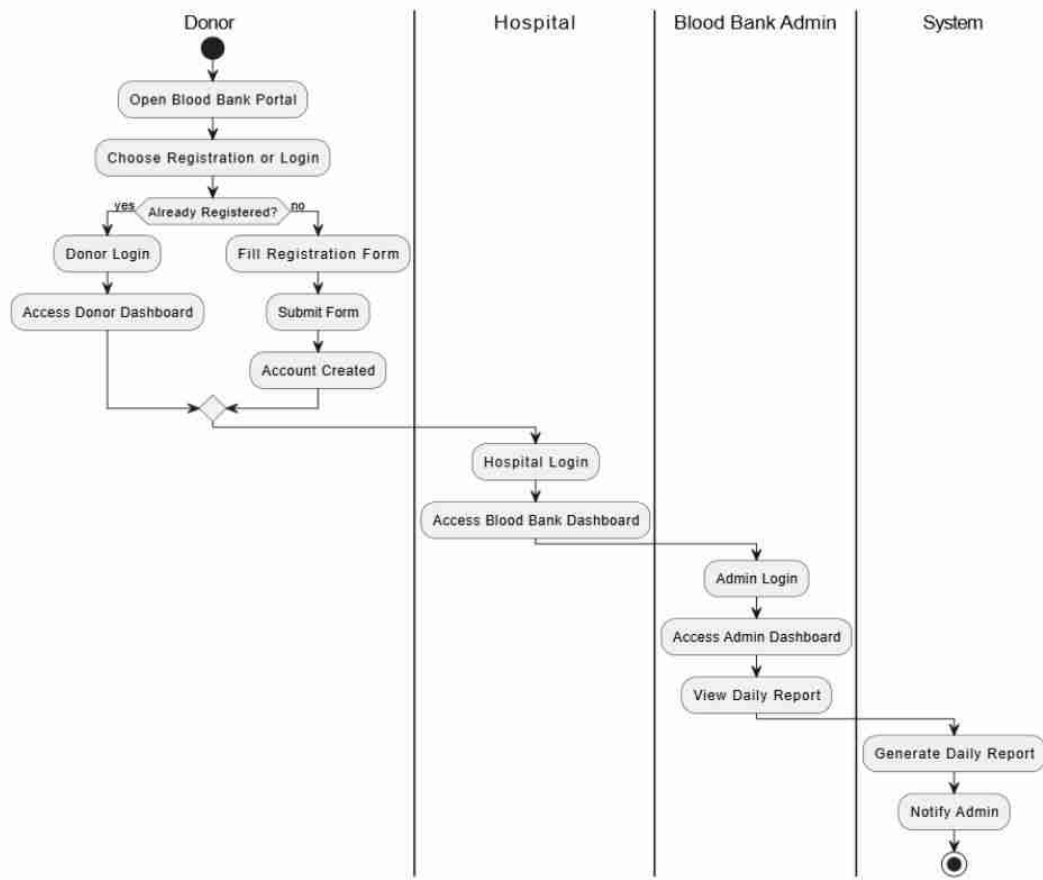 Donor
Hospital
Blood Bank Admin
System
Open Blood Bank Portal
Choose Registration or Login
yes
Already Registered?
no
Donor Login
Fill Registration Form
Access Donor Dashboard
Submit Form
Account Created
Hospital Login
Access Blood Bank Dashboard
Admin Login
Access Admin Dashboard
View Daily Report
Generate Daily Report
Notify Admin